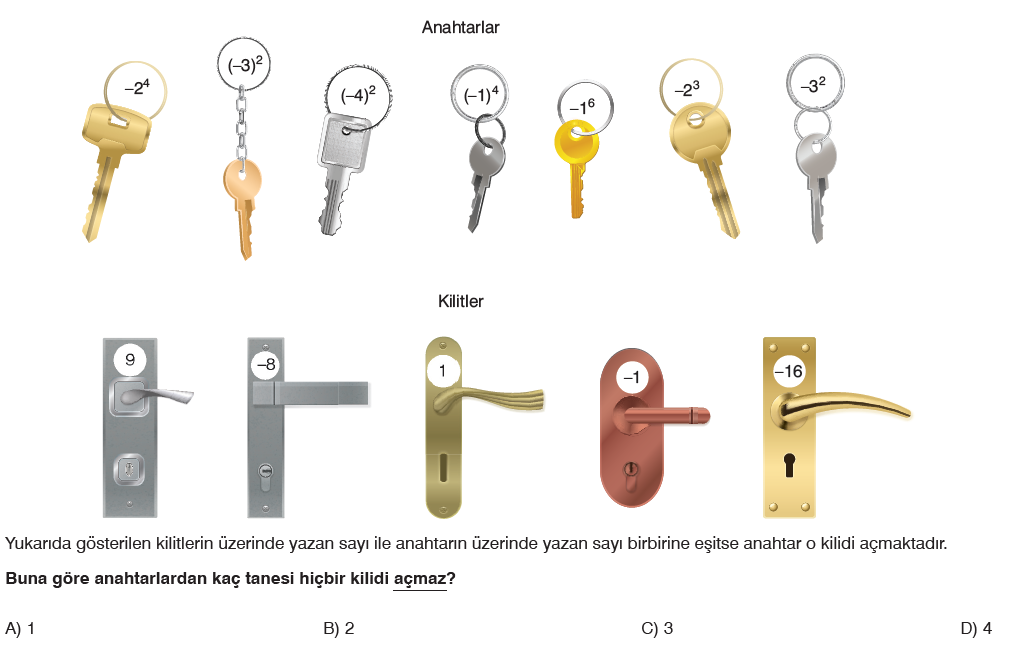 Anahtarlar
–2⁴
(–3)²
(–4)²
(–1)⁴
–1⁶
–2³
–3²
Kilitler
9
–8
1
–1
–16
Yukarıda gösterilen kilitlerin üzerinde yazan sayı ile anahtarın üzerinde yazan sayı birbirine eşitse anahtar o kilidi açmaktadır.
Buna göre anahtarlardan kaç tanesi hiçbir kilidi açmaz?
A) 1 B) 2 C) 3 D) 4